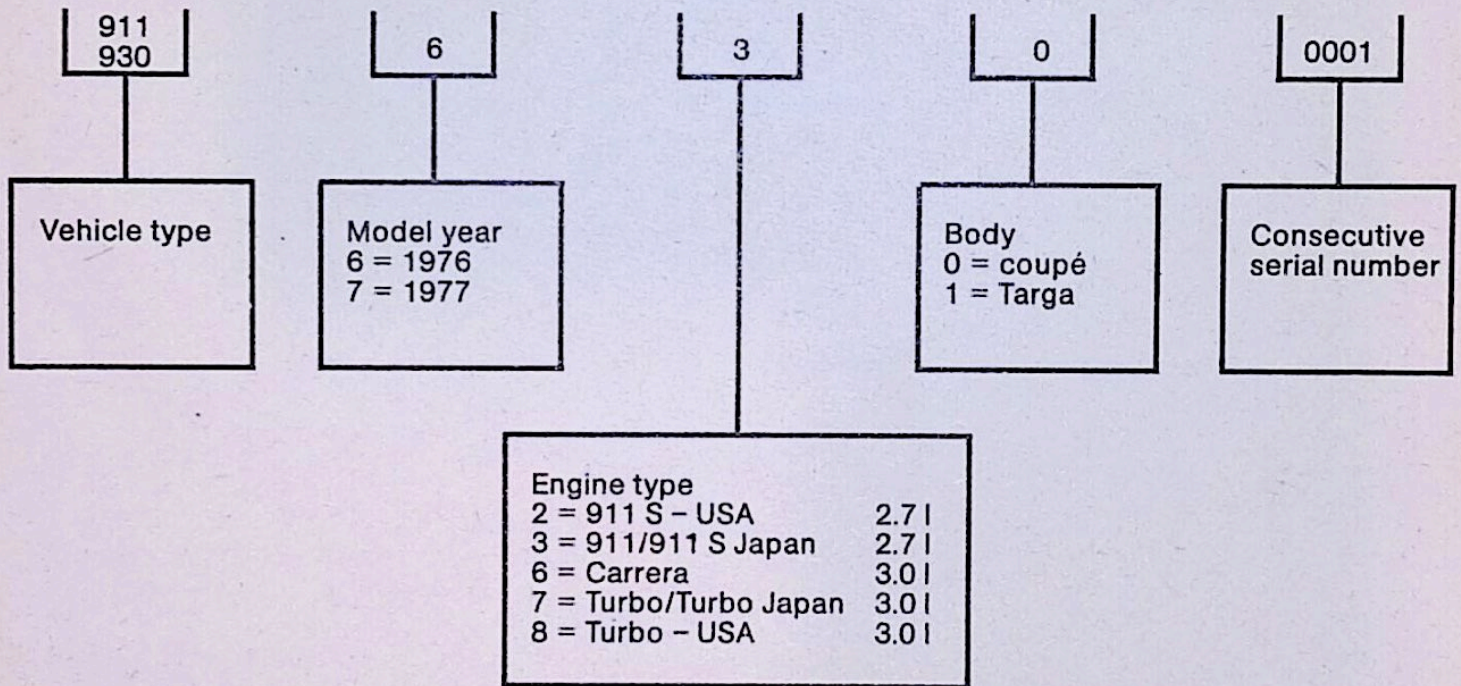 911
930
6
3
0
0001
Vehicle type
Model year
6 = 1976
7 = 1977
Body
0 = coupé
1 = Targa
Consecutive
serial number
Engine type
2 = 911 S – USA 2.7 l
3 = 911/911 S Japan 2.7 l
6 = Carrera 3.0 l
7 = Turbo/Turbo Japan 3.0 l
8 = Turbo – USA 3.0 l